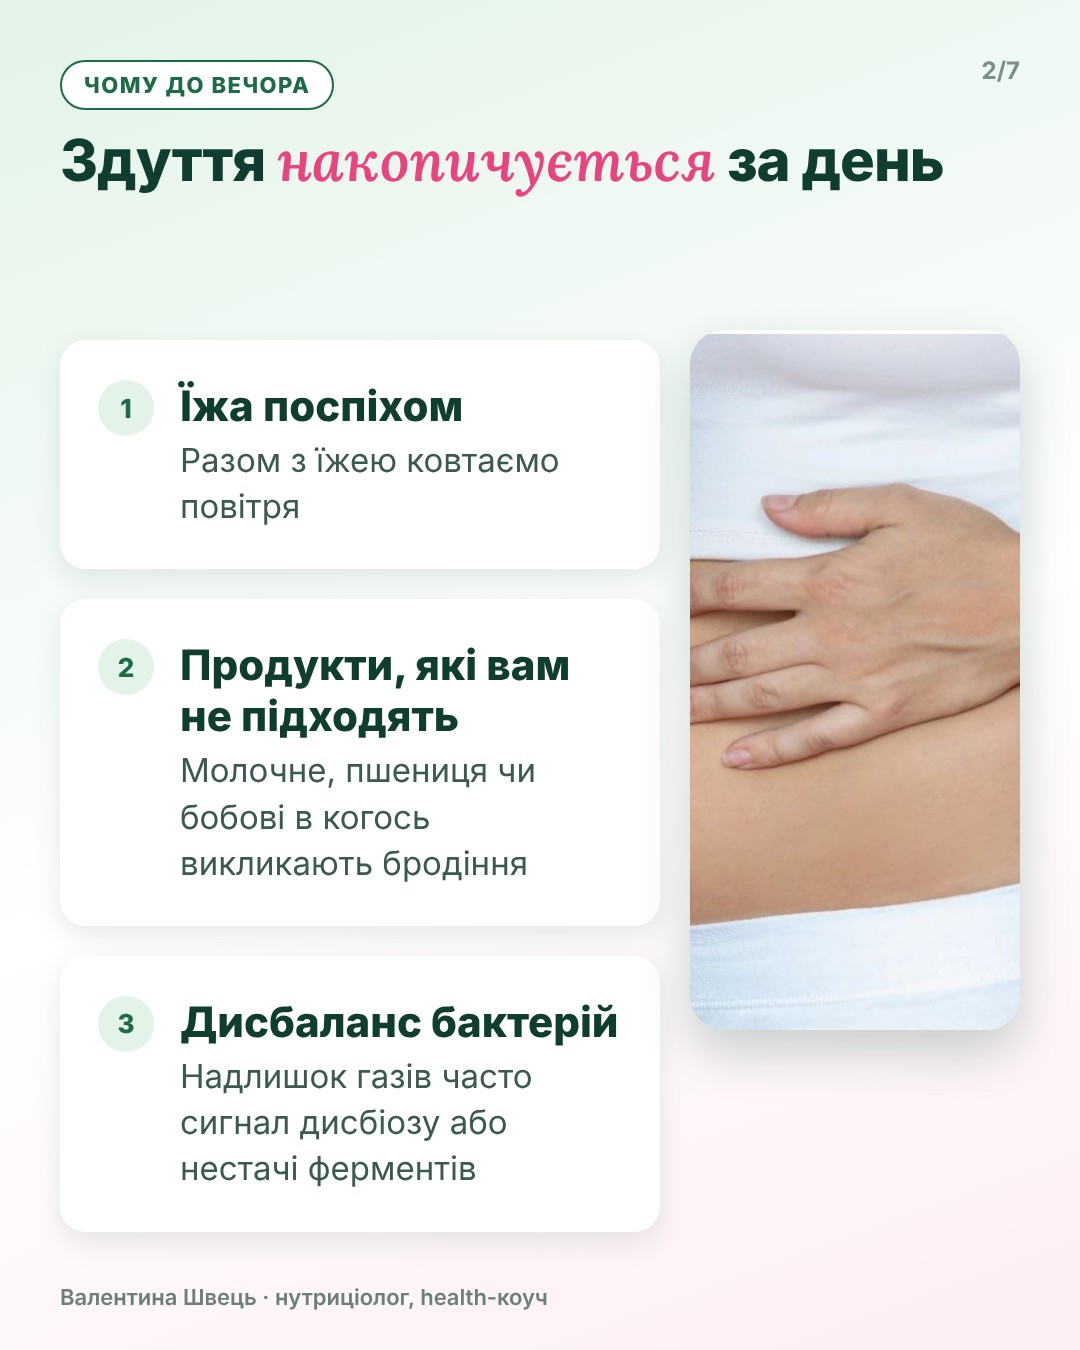 ЧОМУ ДО ВЕЧОРА
2/7
Здуття накопичується за день
1
Їжа поспіхом
Разом з їжею ковтаємо
повітря
2
Продукти, які вам
не підходять
Молочне, пшениця чи
бобові в когось
викликають бродіння
3
Дисбаланс бактерій
Надлишок газів часто
сигнал дисбіозу або
нестачі ферментів
Валентина Швець · нутриціолог, health-коуч